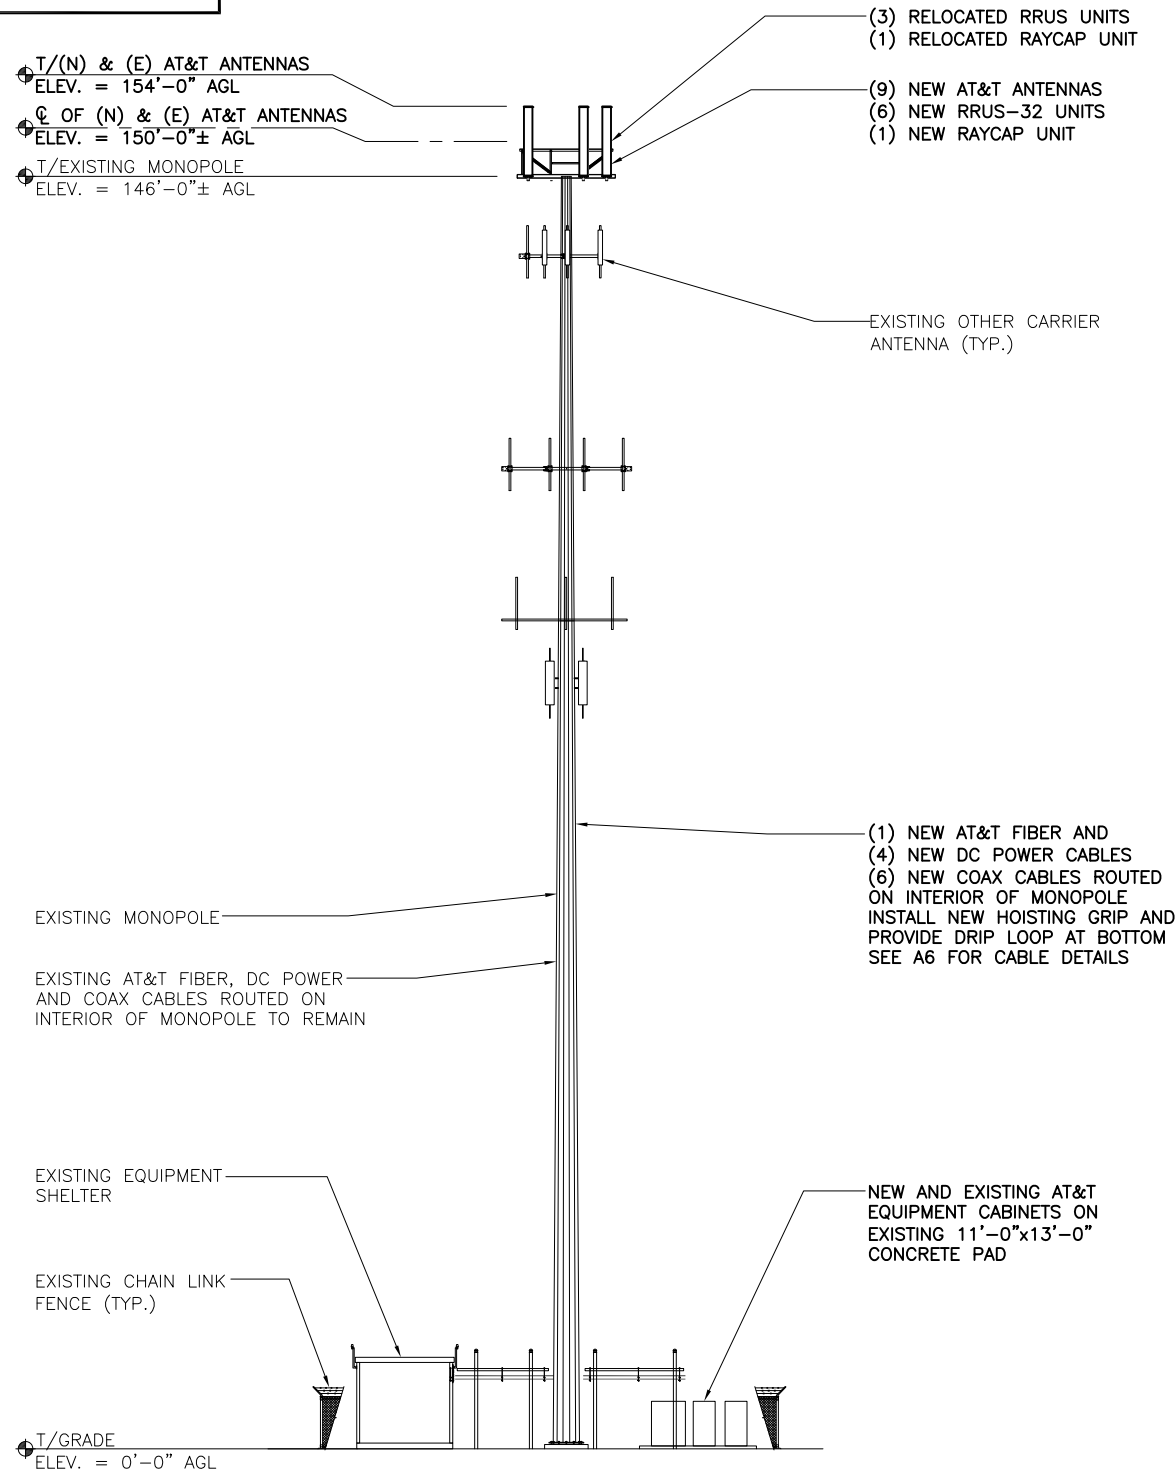 (3) RELOCATED RRUS UNITS
(1) RELOCATED RAYCAP UNIT
T/(N) & (E) AT&T ANTENNAS
ELEV. = 154'-0" AGL
(9) NEW AT&T ANTENNAS
(6) NEW RRUS-32 UNITS
(1) NEW RAYCAP UNIT
℄ OF (N) & (E) AT&T ANTENNAS
ELEV. = 150'-0"± AGL
T/EXISTING MONOPOLE
ELEV. = 146'-0"± AGL
EXISTING OTHER CARRIER
ANTENNA (TYP.)
(1) NEW AT&T FIBER AND
(4) NEW DC POWER CABLES
(6) NEW COAX CABLES ROUTED
ON INTERIOR OF MONOPOLE
INSTALL NEW HOISTING GRIP AND
PROVIDE DRIP LOOP AT BOTTOM
SEE A6 FOR CABLE DETAILS
EXISTING MONOPOLE
EXISTING AT&T FIBER, DC POWER
AND COAX CABLES ROUTED ON
INTERIOR OF MONOPOLE TO REMAIN
EXISTING EQUIPMENT
SHELTER
NEW AND EXISTING AT&T
EQUIPMENT CABINETS ON
EXISTING 11'-0"x13'-0"
CONCRETE PAD
EXISTING CHAIN LINK
FENCE (TYP.)
T/GRADE
ELEV. = 0'-0" AGL